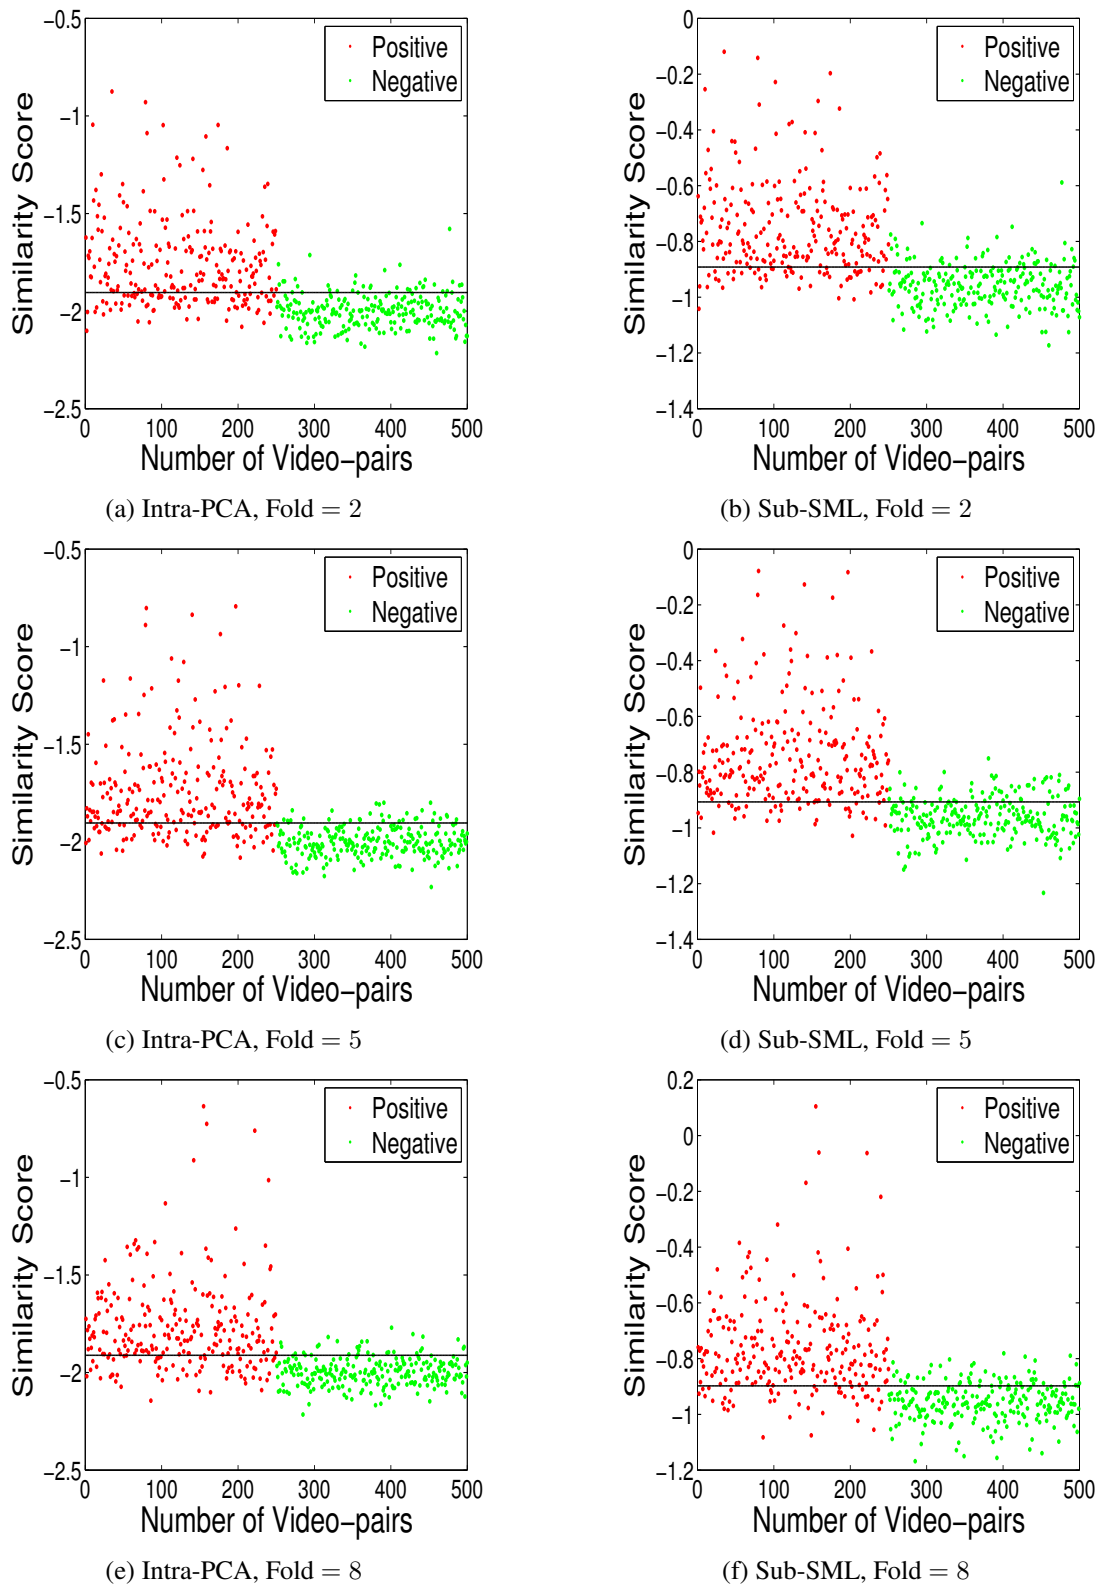 −0.5
−1
−1.5
−2
−2.5
0 100 200 300 400 500
Similarity Score
Number of Video−pairs
Positive
Negative
(a) Intra-PCA, Fold = 2
0
−0.2
−0.4
−0.6
−0.8
−1
−1.2
−1.4
0 100 200 300 400 500
Similarity Score
Number of Video−pairs
Positive
Negative
(b) Sub-SML, Fold = 2
−0.5
−1
−1.5
−2
−2.5
0 100 200 300 400 500
Similarity Score
Number of Video−pairs
Positive
Negative
(c) Intra-PCA, Fold = 5
0
−0.2
−0.4
−0.6
−0.8
−1
−1.2
−1.4
0 100 200 300 400 500
Similarity Score
Number of Video−pairs
Positive
Negative
(d) Sub-SML, Fold = 5
−0.5
−1
−1.5
−2
−2.5
0 100 200 300 400 500
Similarity Score
Number of Video−pairs
Positive
Negative
(e) Intra-PCA, Fold = 8
0.2
0
−0.2
−0.4
−0.6
−0.8
−1
−1.2
0 100 200 300 400 500
Similarity Score
Number of Video−pairs
Positive
Negative
(f) Sub-SML, Fold = 8